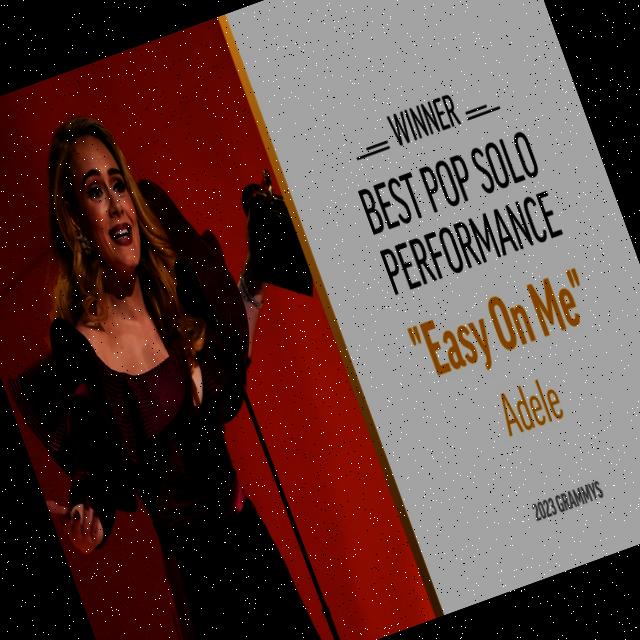 WINNER
BEST POP SOLO
PERFORMANCE
"Easy On Me"
Adele
2023 GRAMMYS